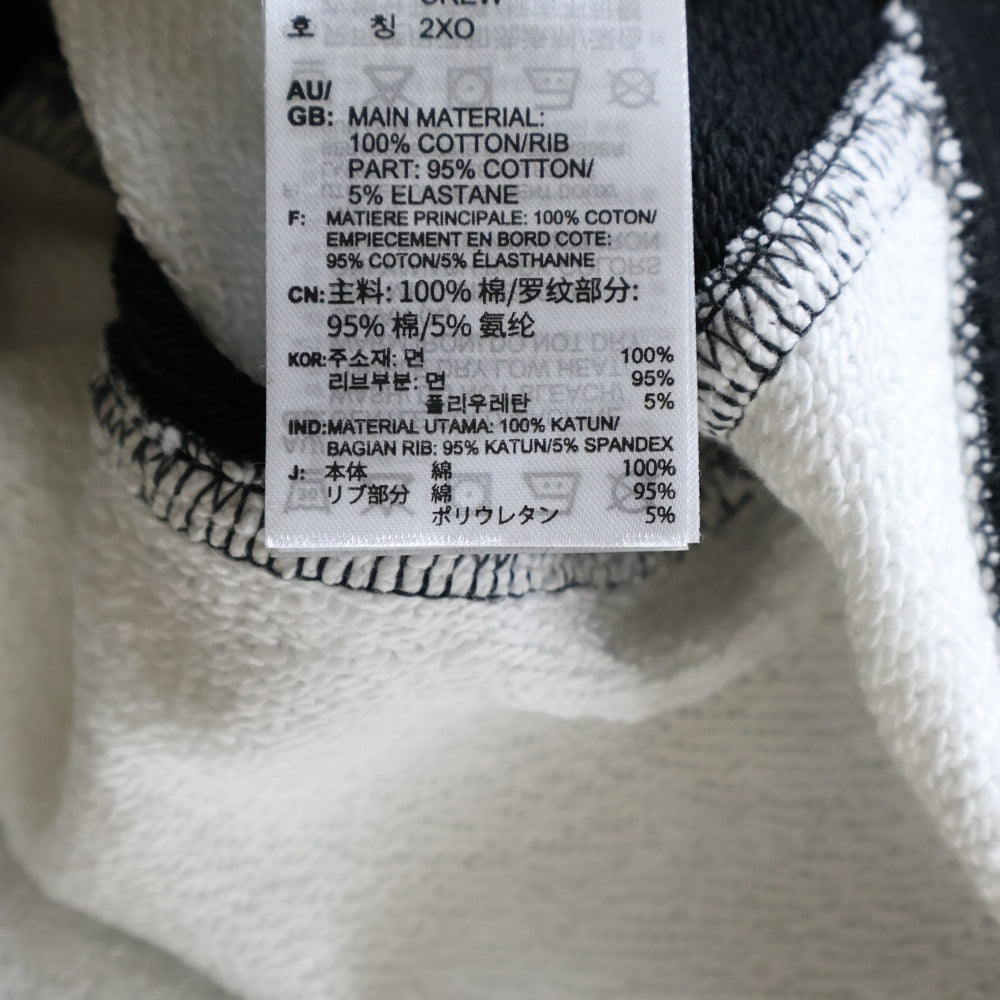 CREW
호 칭 2XO
AU/
GB: MAIN MATERIAL:
100% COTTON/RIB
PART: 95% COTTON/
5% ELASTANE
F: MATIERE PRINCIPALE: 100% COTON/
EMPIECEMENT EN BORD COTE:
95% COTON/5% ÉLASTHANNE
CN: 主料: 100% 棉/罗纹部分:
95% 棉/5% 氨纶
KOR: 주소재: 면 100%
리브부분: 면 95%
폴리우레탄 5%
IND: MATERIAL UTAMA: 100% KATUN/
BAGIAN RIB: 95% KATUN/5% SPANDEX
J: 本体 綿 100%
リブ部分 綿 95%
ポリウレタン 5%